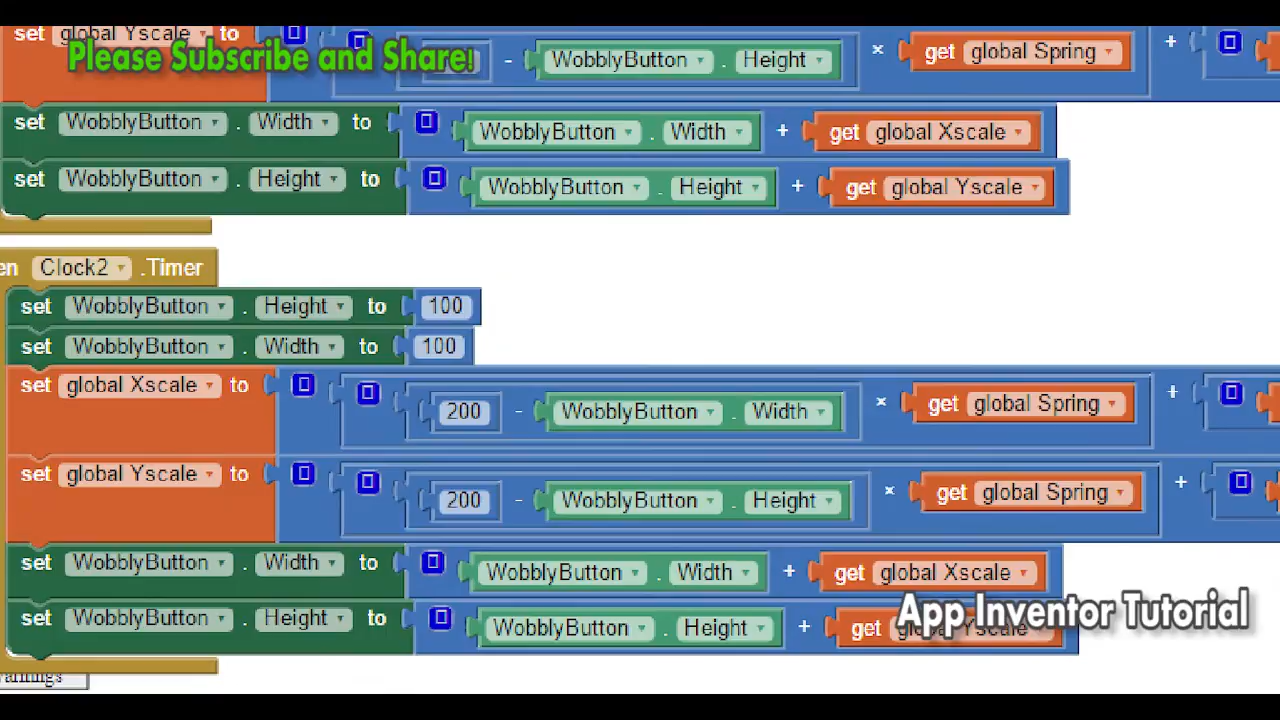 set global Yscale to - WobblyButton . Height × get global Spring +
Please Subscribe and Share!
set WobblyButton . Width to WobblyButton . Width + get global Xscale
set WobblyButton . Height to WobblyButton . Height + get global Yscale
en Clock2 .Timer
set WobblyButton . Height to 100
set WobblyButton . Width to 100
set global Xscale to 200 - WobblyButton . Width × get global Spring +
set global Yscale to 200 - WobblyButton . Height × get global Spring +
set WobblyButton . Width to WobblyButton . Width + get global Xscale
set WobblyButton . Height to WobblyButton . Height + get global Yscale
App Inventor Tutorial